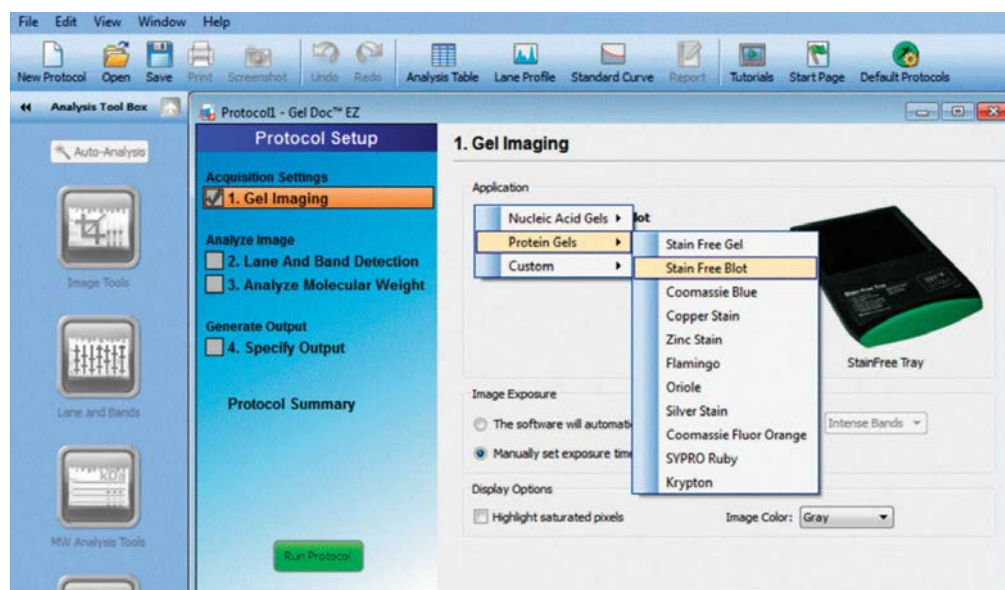 File Edit View Window Help
New Protocol Open Save Print Screenshot Undo Redo Analysis Table Lane Profile Standard Curve Report Tutorials Start Page Default Protocols
Analysis Tool Box
Auto-Analysis
Image Tools
Lane and Bands
kDa
MW Analysis Tools
Protocol1 - Gel Doc™ EZ
Protocol Setup
Acquisition Settings
1. Gel Imaging
Analyze Image
2. Lane And Band Detection
3. Analyze Molecular Weight
Generate Output
4. Specify Output
Protocol Summary
Run Protocol
1. Gel Imaging
Application
Nucleic Acid Gels
Protein Gels
Custom
Stain Free Gel
Stain Free Blot
Coomassie Blue
Copper Stain
Zinc Stain
Flamingo
Oriole
Silver Stain
Coomassie Fluor Orange
SYPRO Ruby
Krypton
StainFree Tray
Image Exposure
The software will automati
Intense Bands
Manually set exposure time
Display Options
Highlight saturated pixels
Image Color: Gray